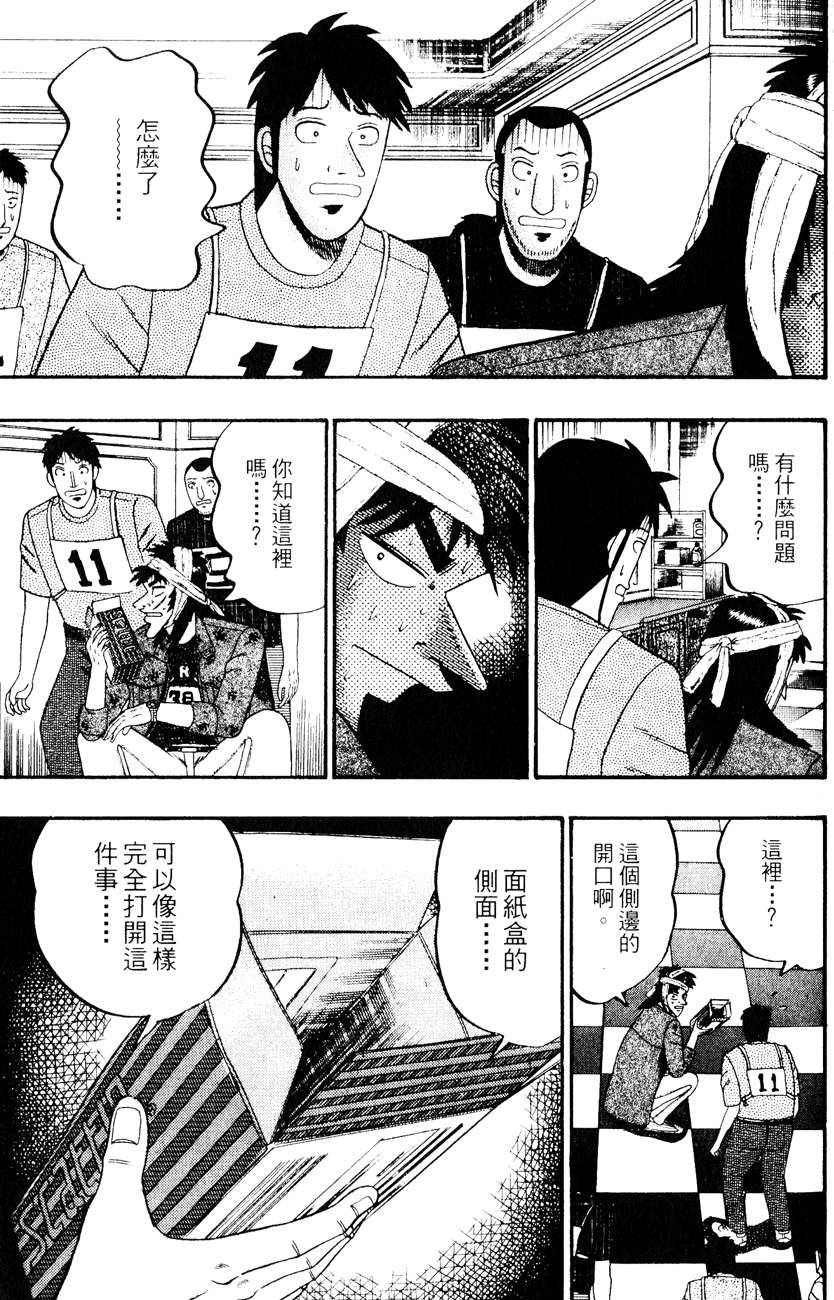 怎麼了
～～……
11
有什麼問題
嗎……？
你知道這裡
嗎……？
11
38
這裡…？
這個側邊的
開口啊。
11
面紙盒的
側面……
可以像這樣
完全打開這
件事……